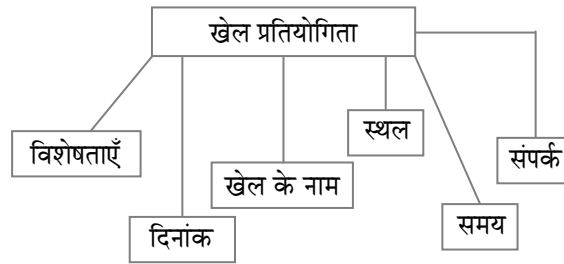 खेल प्रतियोगिता
विशेषताएँ
दिनांक
खेल के नाम
स्थल
समय
संपर्क